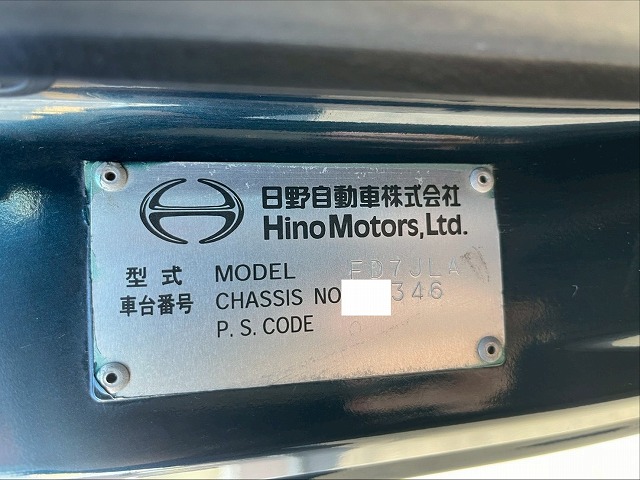 日野自動車株式会社
Hino Motors, Ltd.
型式 MODEL FD7JLA
車台番号 CHASSIS NO 346
P.S.CODE 0